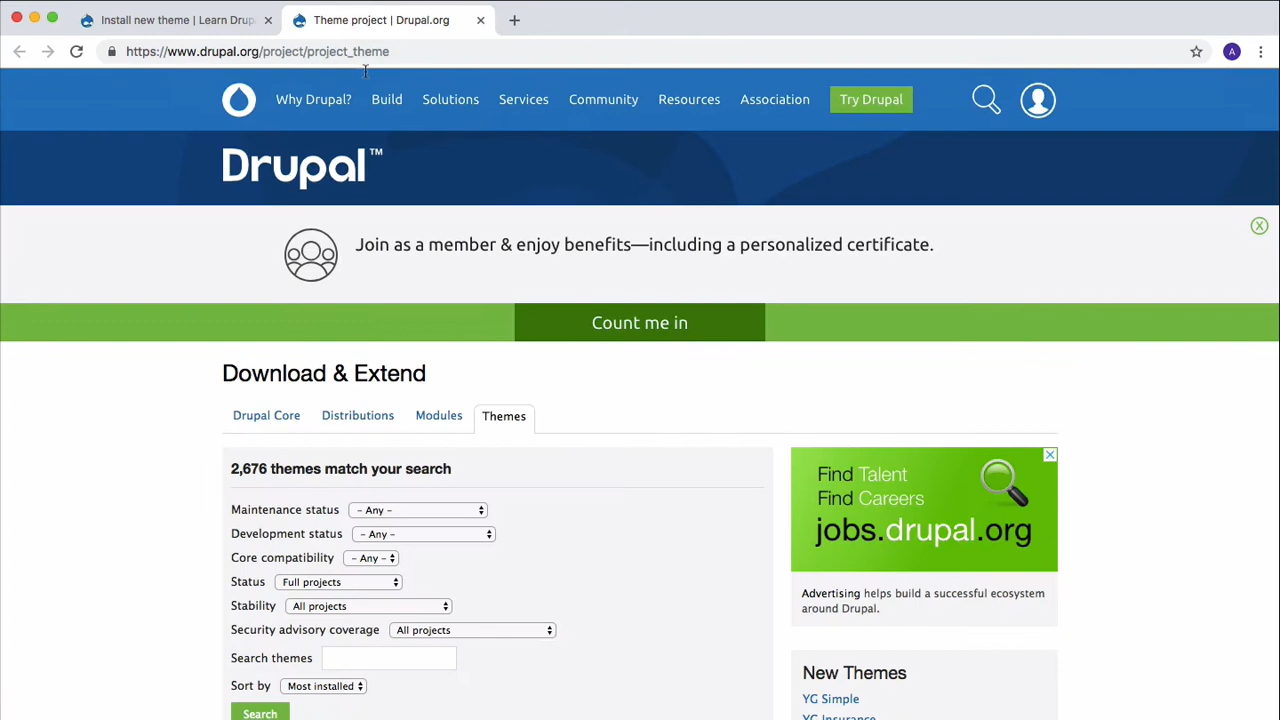 Install new theme | Learn Drup
Theme project | Drupal.org
https://www.drupal.org/project/project_theme
A
Why Drupal?
Build
Solutions
Services
Community
Resources
Association
Try Drupal
Drupal™
Join as a member & enjoy benefits—including a personalized certificate.
X
Count me in
Download & Extend
Drupal Core
Distributions
Modules
Themes
2,676 themes match your search
Maintenance status – Any –
Development status – Any –
Core compatibility – Any –
Status Full projects
Stability All projects
Security advisory coverage All projects
Search themes
Sort by Most installed
Search
Find Talent
Find Careers
jobs.drupal.org
Advertising helps build a successful ecosystem
around Drupal.
New Themes
YG Simple
YG Insurance